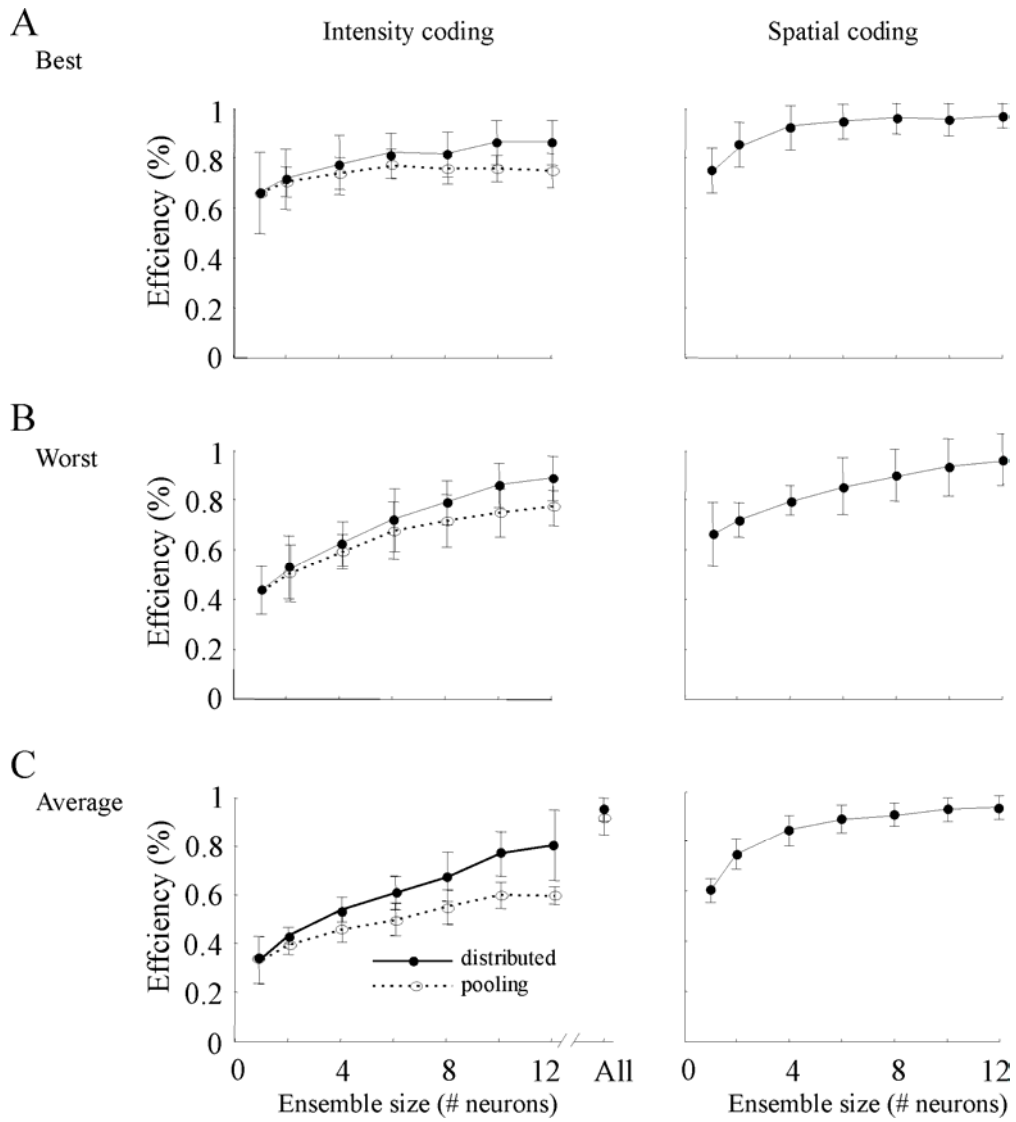 A
Intensity coding
Spatial coding
Best
Effciency (%)
1
0.8
0.6
0.4
0.2
0
B
Worst
Effciency (%)
1
0.8
0.6
0.4
0.2
0
C
Average
Effciency (%)
1
0.8
0.6
0.4
0.2
0
distributed
pooling
0 4 8 12 All
0 4 8 12
Ensemble size (# neurons)
Ensemble size (# neurons)